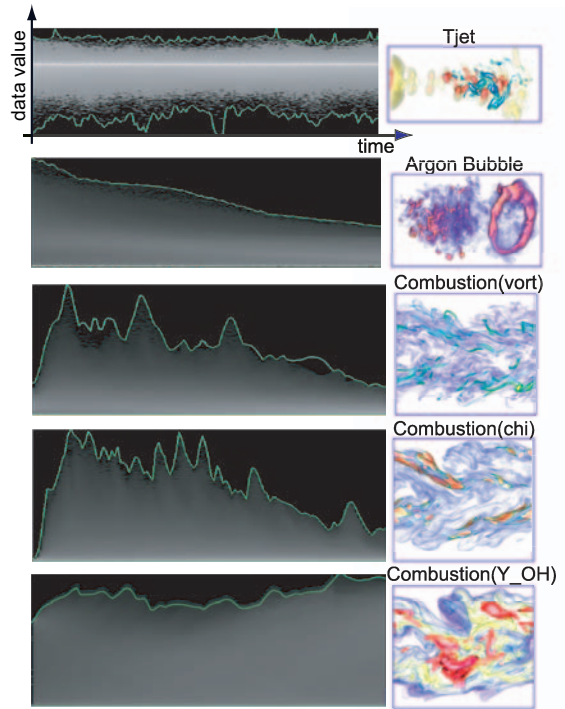 data value
Tjet
time
Argon Bubble
Combustion(vort)
Combustion(chi)
Combustion(Y_OH)